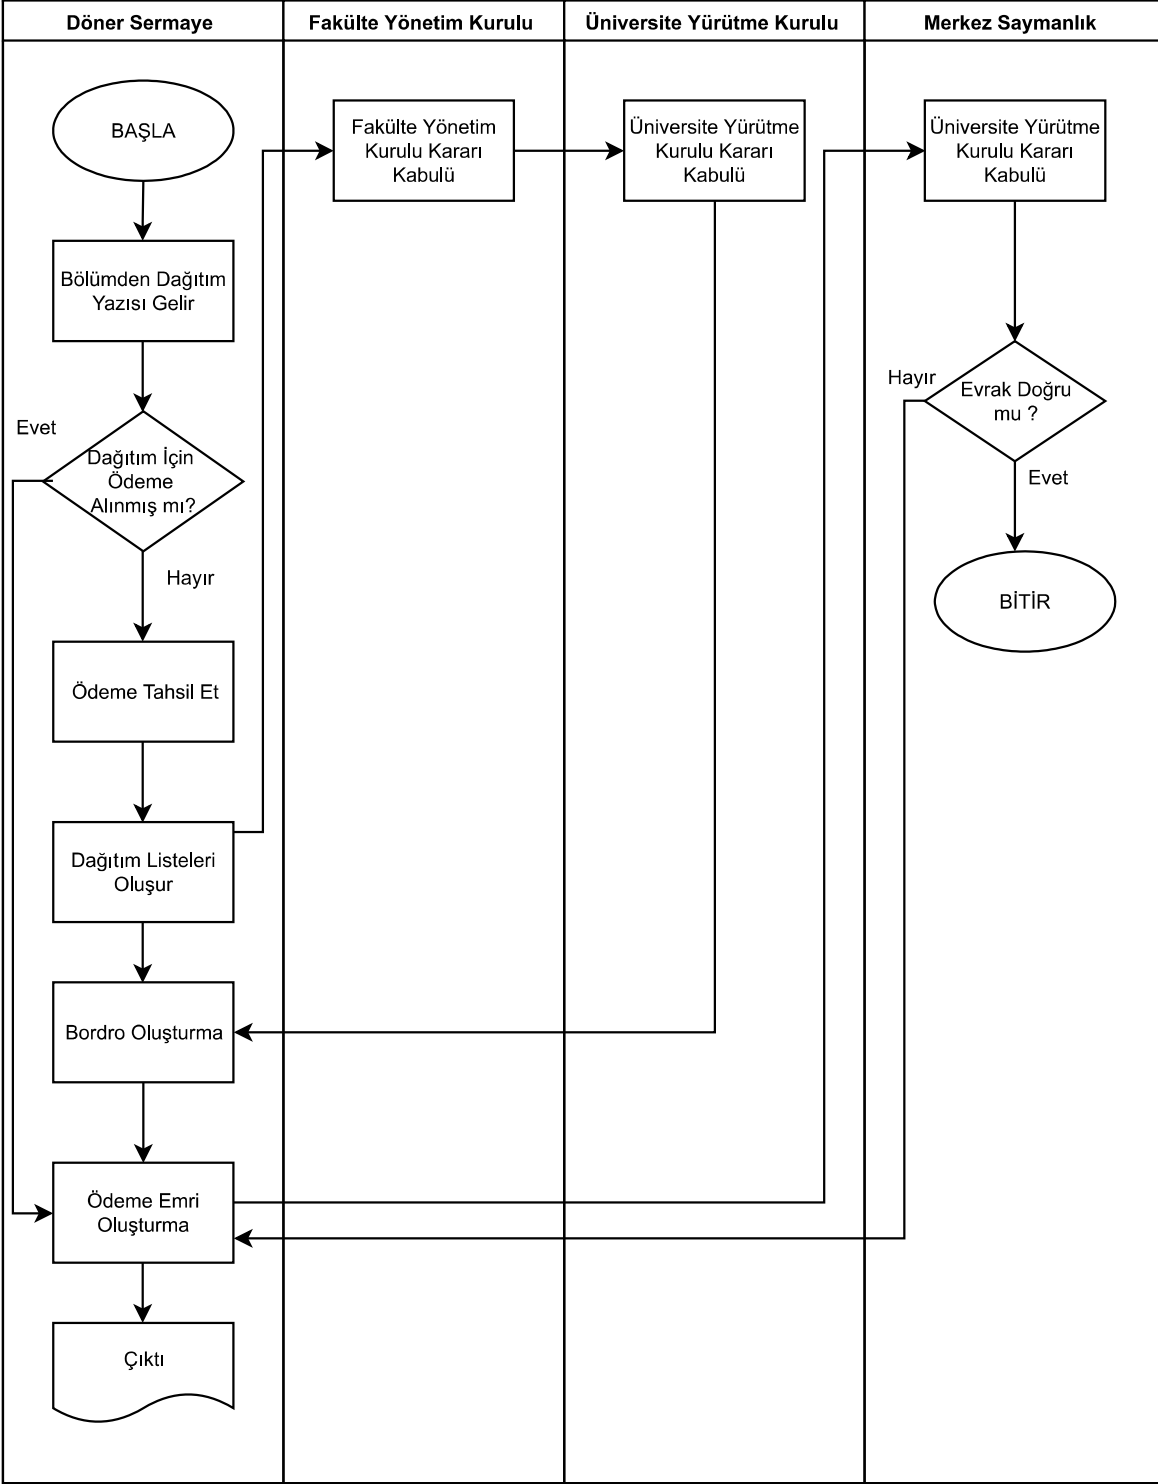 Döner Sermaye
Fakülte Yönetim Kurulu
Üniversite Yürütme Kurulu
Merkez Saymanlık
BAŞLA
Bölümden Dağıtım
Yazısı Gelir
Evet
Dağıtım İçin
Ödeme
Alınmış mı?
Hayır
Ödeme Tahsil Et
Dağıtım Listeleri
Oluşur
Bordro Oluşturma
Ödeme Emri
Oluşturma
Çıktı
Fakülte Yönetim
Kurulu Kararı
Kabulü
Üniversite Yürütme
Kurulu Kararı
Kabulü
Üniversite Yürütme
Kurulu Kararı
Kabulü
Hayır
Evrak Doğru
mu ?
Evet
BİTİR